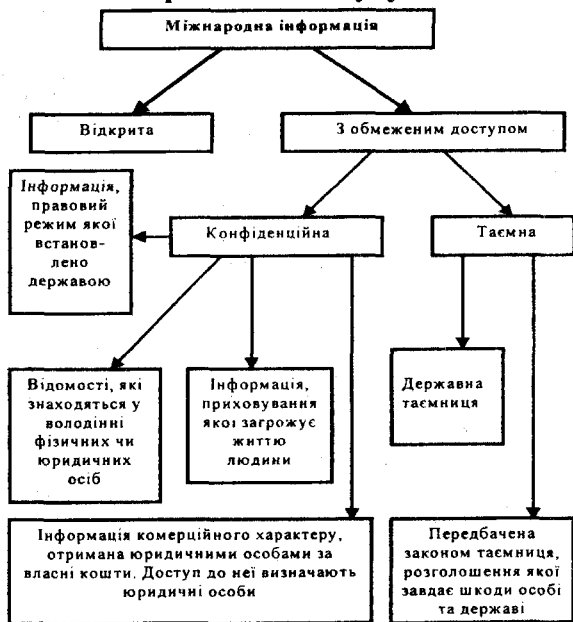 Міжнародна інформація
Відкрита
З обмеженим доступом
Інформація,
правовий
режим якої
встанов-
лено
державою
Конфіденційна
Таємна
Відомості, які
знаходяться у
володінні
фізичних чи
юридичних
осіб
Інформація,
приховування
якої загрожує
життю
людини
Державна
таємниця
Інформація комерційного характеру,
отримана юридичними особами за
власні кошти. Доступ до неї визначають
юридичні особи
Передбачена
законом таємниця,
розголошення якої
завдає шкоди особі
та державі